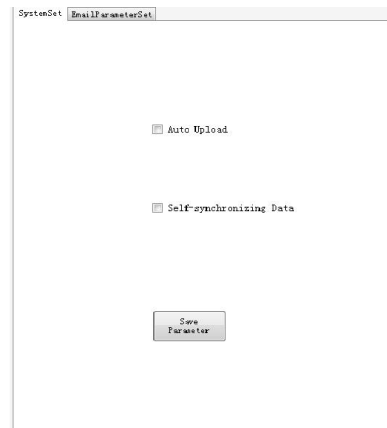 SystemSet EmailParameterSet
Auto Upload
Self-synchronizing Data
Save
Parameter